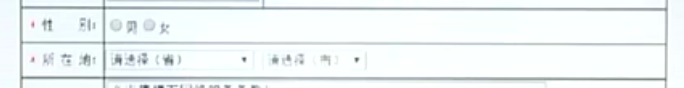 * 性 别: 男 女
* 所 在 地: 请选择（省） 请选择（市）